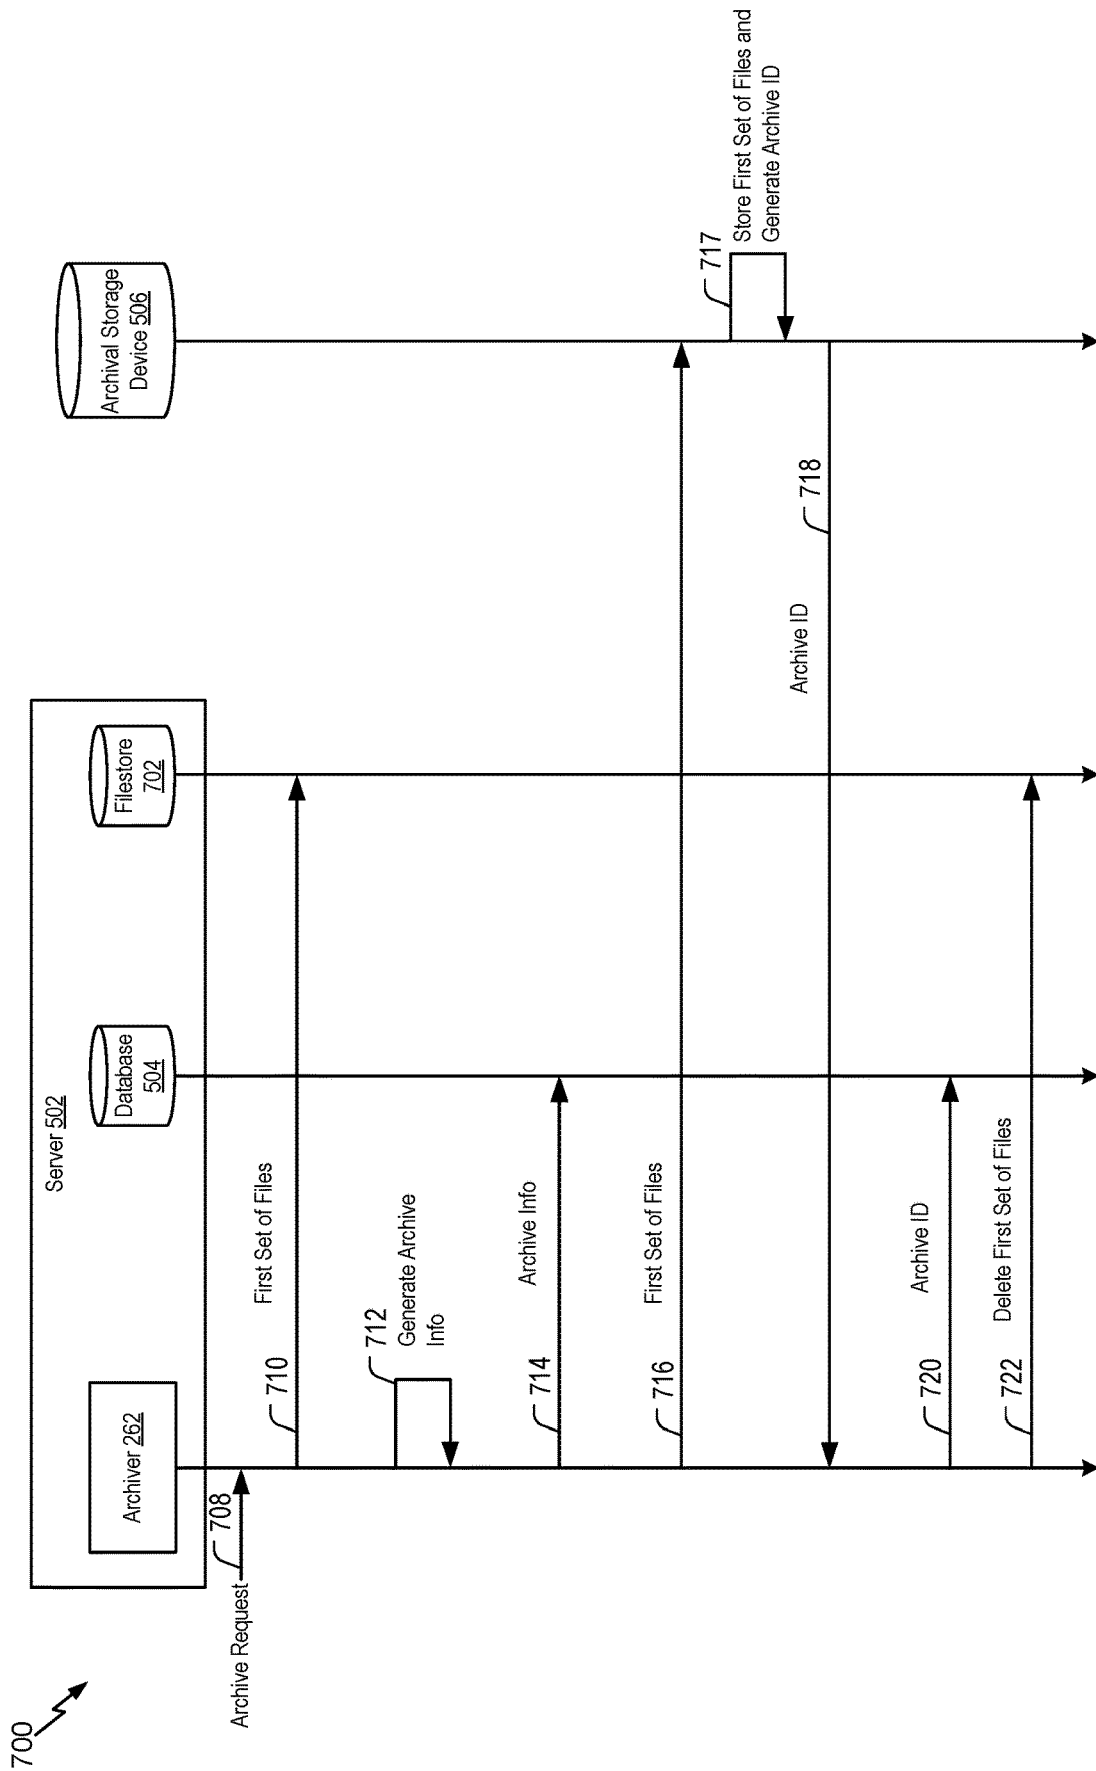 700
Server 502
Archiver 262
Database
504
Filestore
702
Archival Storage
Device 506
Archive Request
708
First Set of Files
710
712
Generate Archive
Info
Archive Info
714
First Set of Files
716
717
Store First Set of Files and
Generate Archive ID
Archive ID
718
Archive ID
720
Delete First Set of Files
722